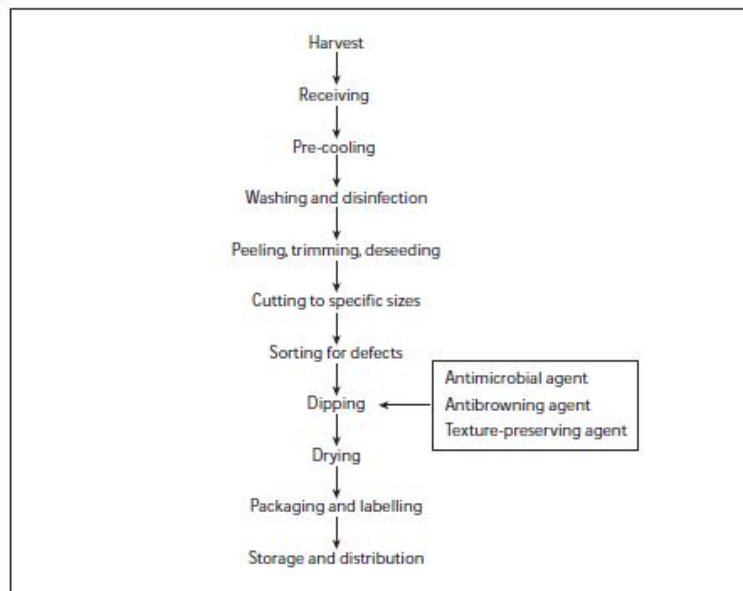 Harvest
Receiving
Pre-cooling
Washing and disinfection
Peeling, trimming, deseeding
Cutting to specific sizes
Sorting for defects
Dipping
Antimicrobial agent
Antibrowning agent
Texture-preserving agent
Drying
Packaging and labelling
Storage and distribution